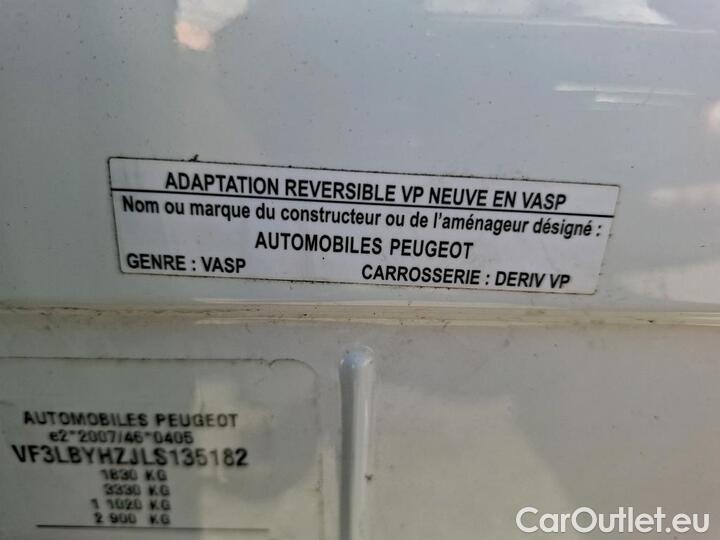 ADAPTATION REVERSIBLE VP NEUVE EN VASP
Nom ou marque du constructeur ou de l'aménageur désigné :
AUTOMOBILES PEUGEOT
GENRE : VASP CARROSSERIE : DERIV VP
AUTOMOBILES PEUGEOT
e2*2007/46*0405
VF3LBYHZJLS135182
1830 KG
3330 KG
1 1020 KG
2 900 KG
CarOutlet.eu